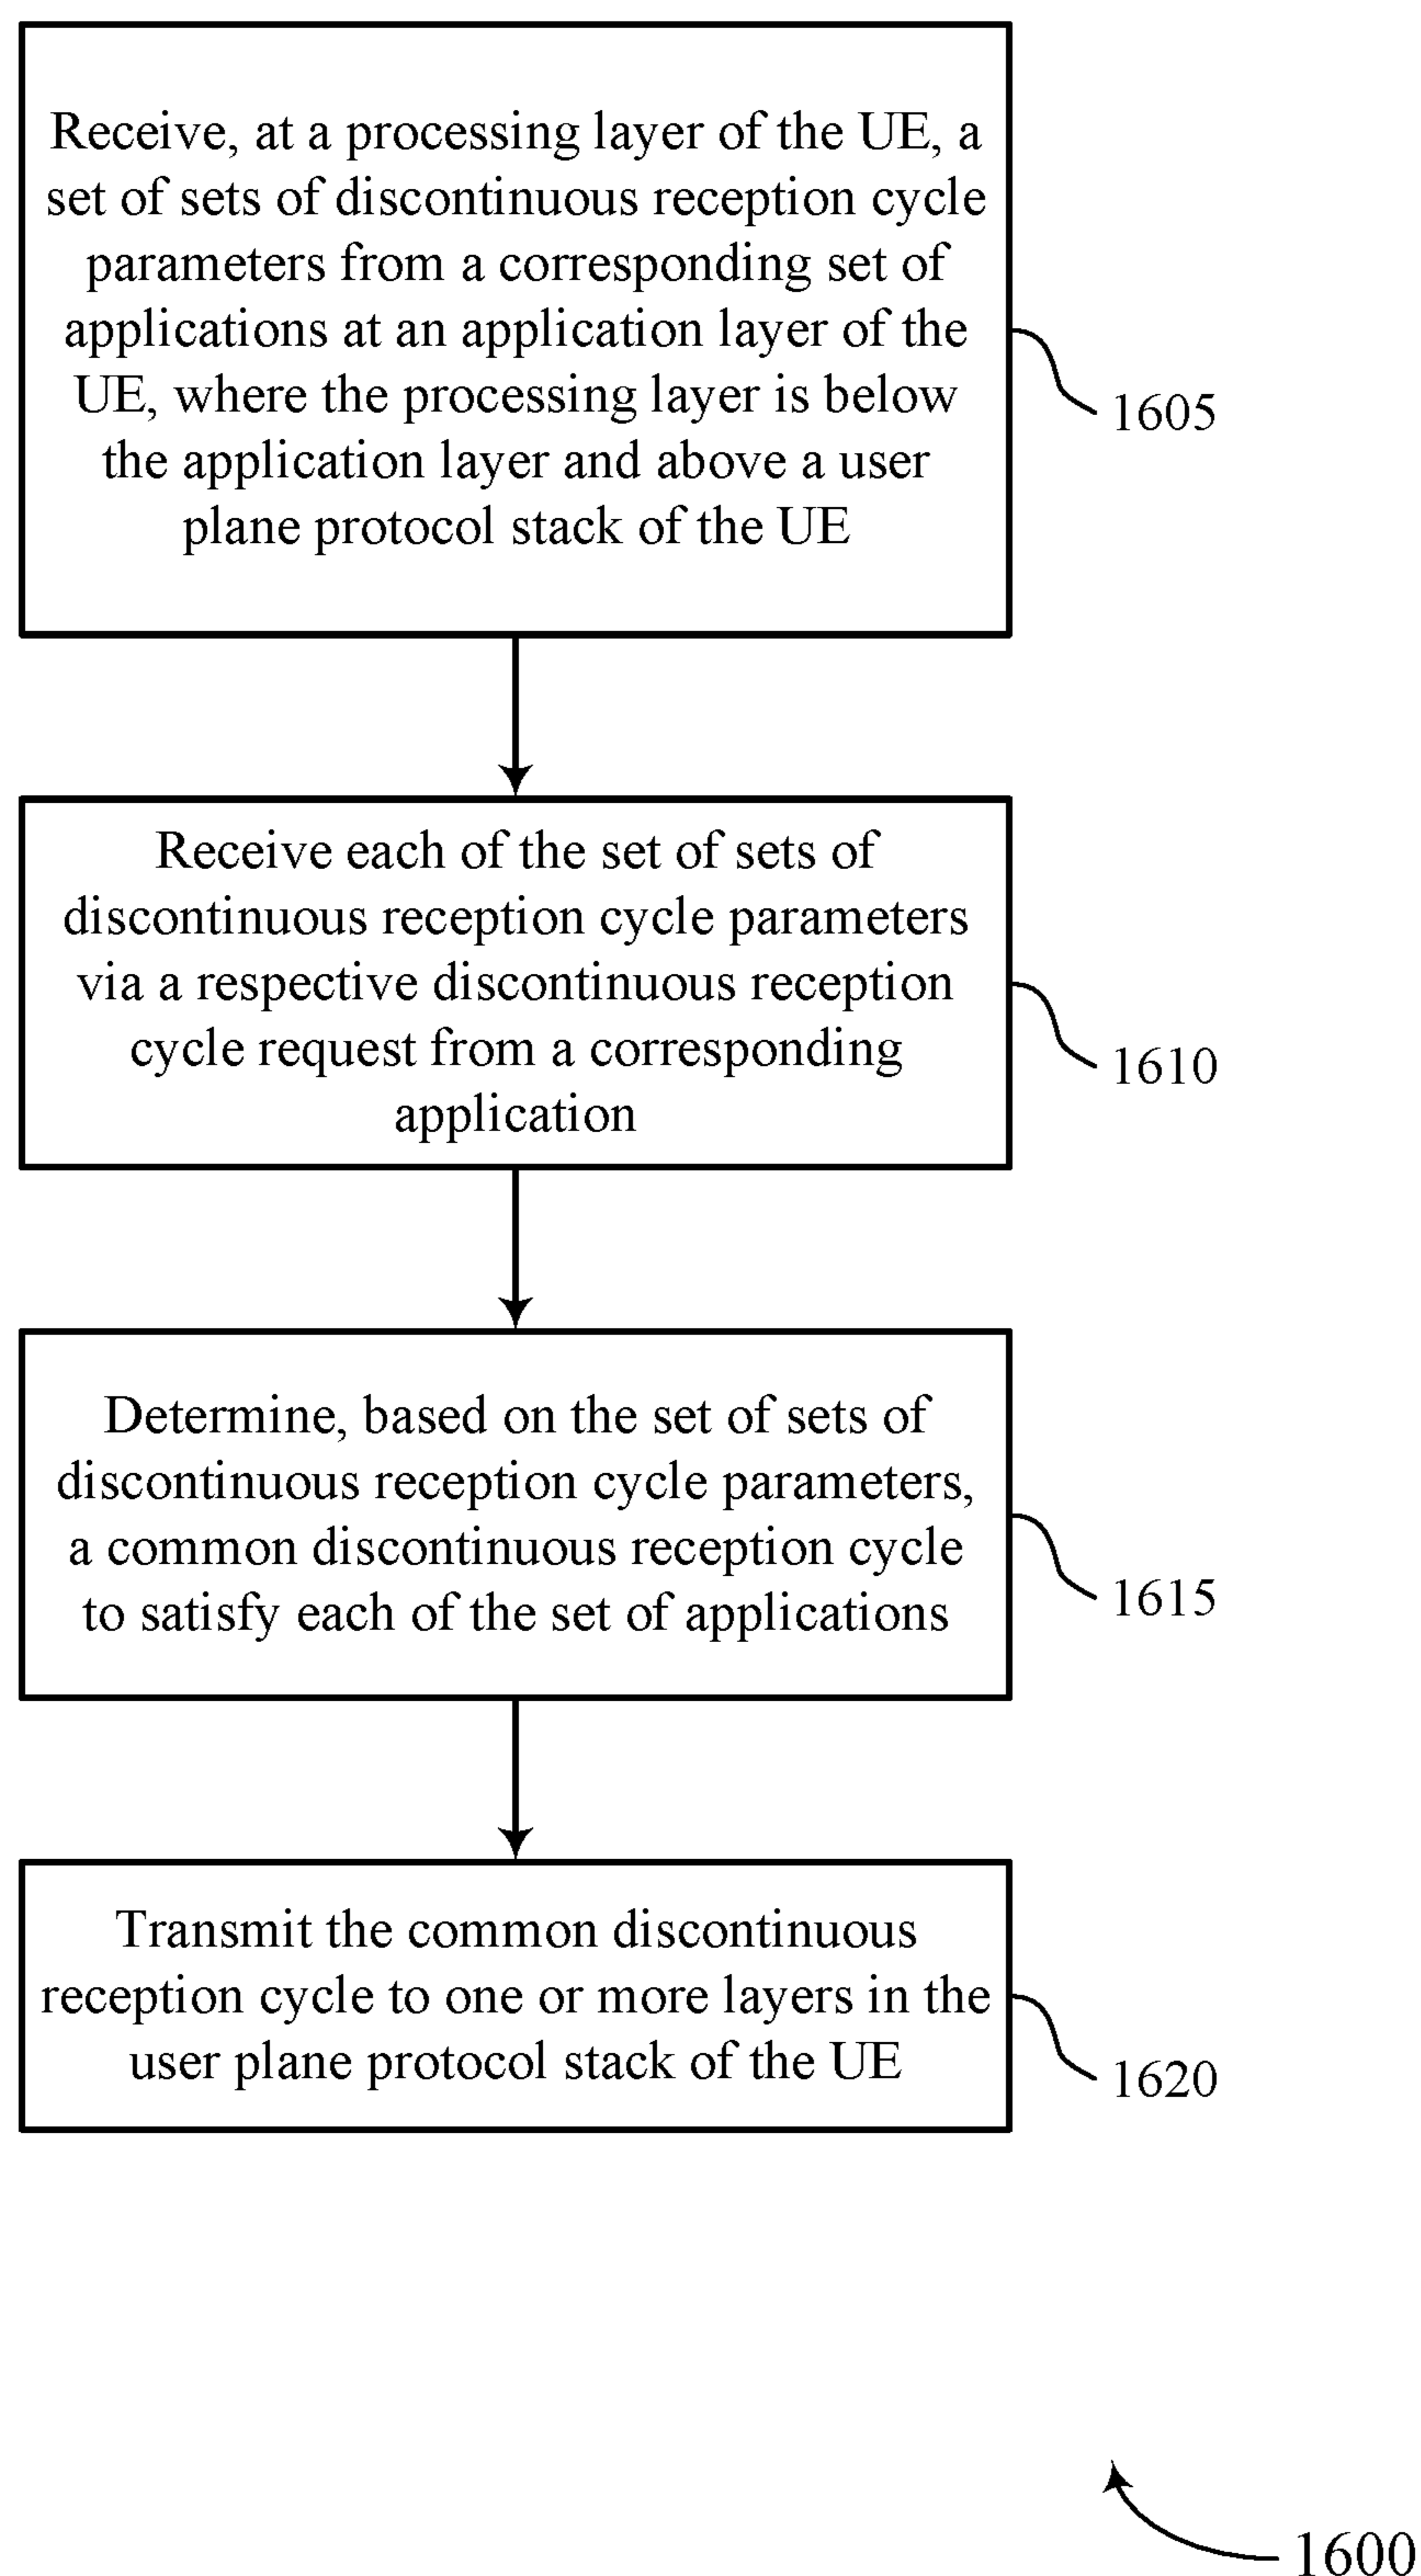 Receive, at a processing layer of the UE, a
set of sets of discontinuous reception cycle
parameters from a corresponding set of
applications at an application layer of the
UE, where the processing layer is below
the application layer and above a user
plane protocol stack of the UE
1605
Receive each of the set of sets of
discontinuous reception cycle parameters
via a respective discontinuous reception
cycle request from a corresponding
application
1610
Determine, based on the set of sets of
discontinuous reception cycle parameters,
a common discontinuous reception cycle
to satisfy each of the set of applications
1615
Transmit the common discontinuous
reception cycle to one or more layers in the
user plane protocol stack of the UE
1620
1600